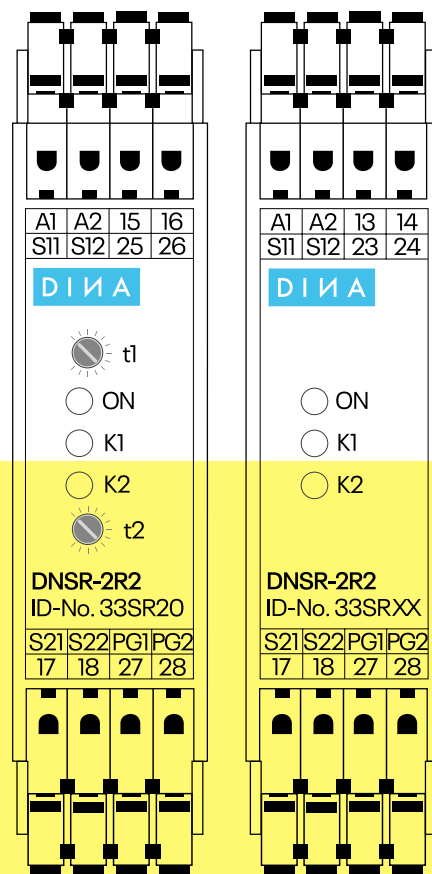 A1 A2 15 16
S11 S12 25 26
DINA
t1
ON
K1
K2
t2
DNSR-2R2
ID-No. 33SR20
S21 S22 PG1 PG2
17 18 27 28
A1 A2 13 14
S11 S12 23 24
DINA
ON
K1
K2
DNSR-2R2
ID-No. 33SRXX
S21 S22 PG1 PG2
17 18 27 28